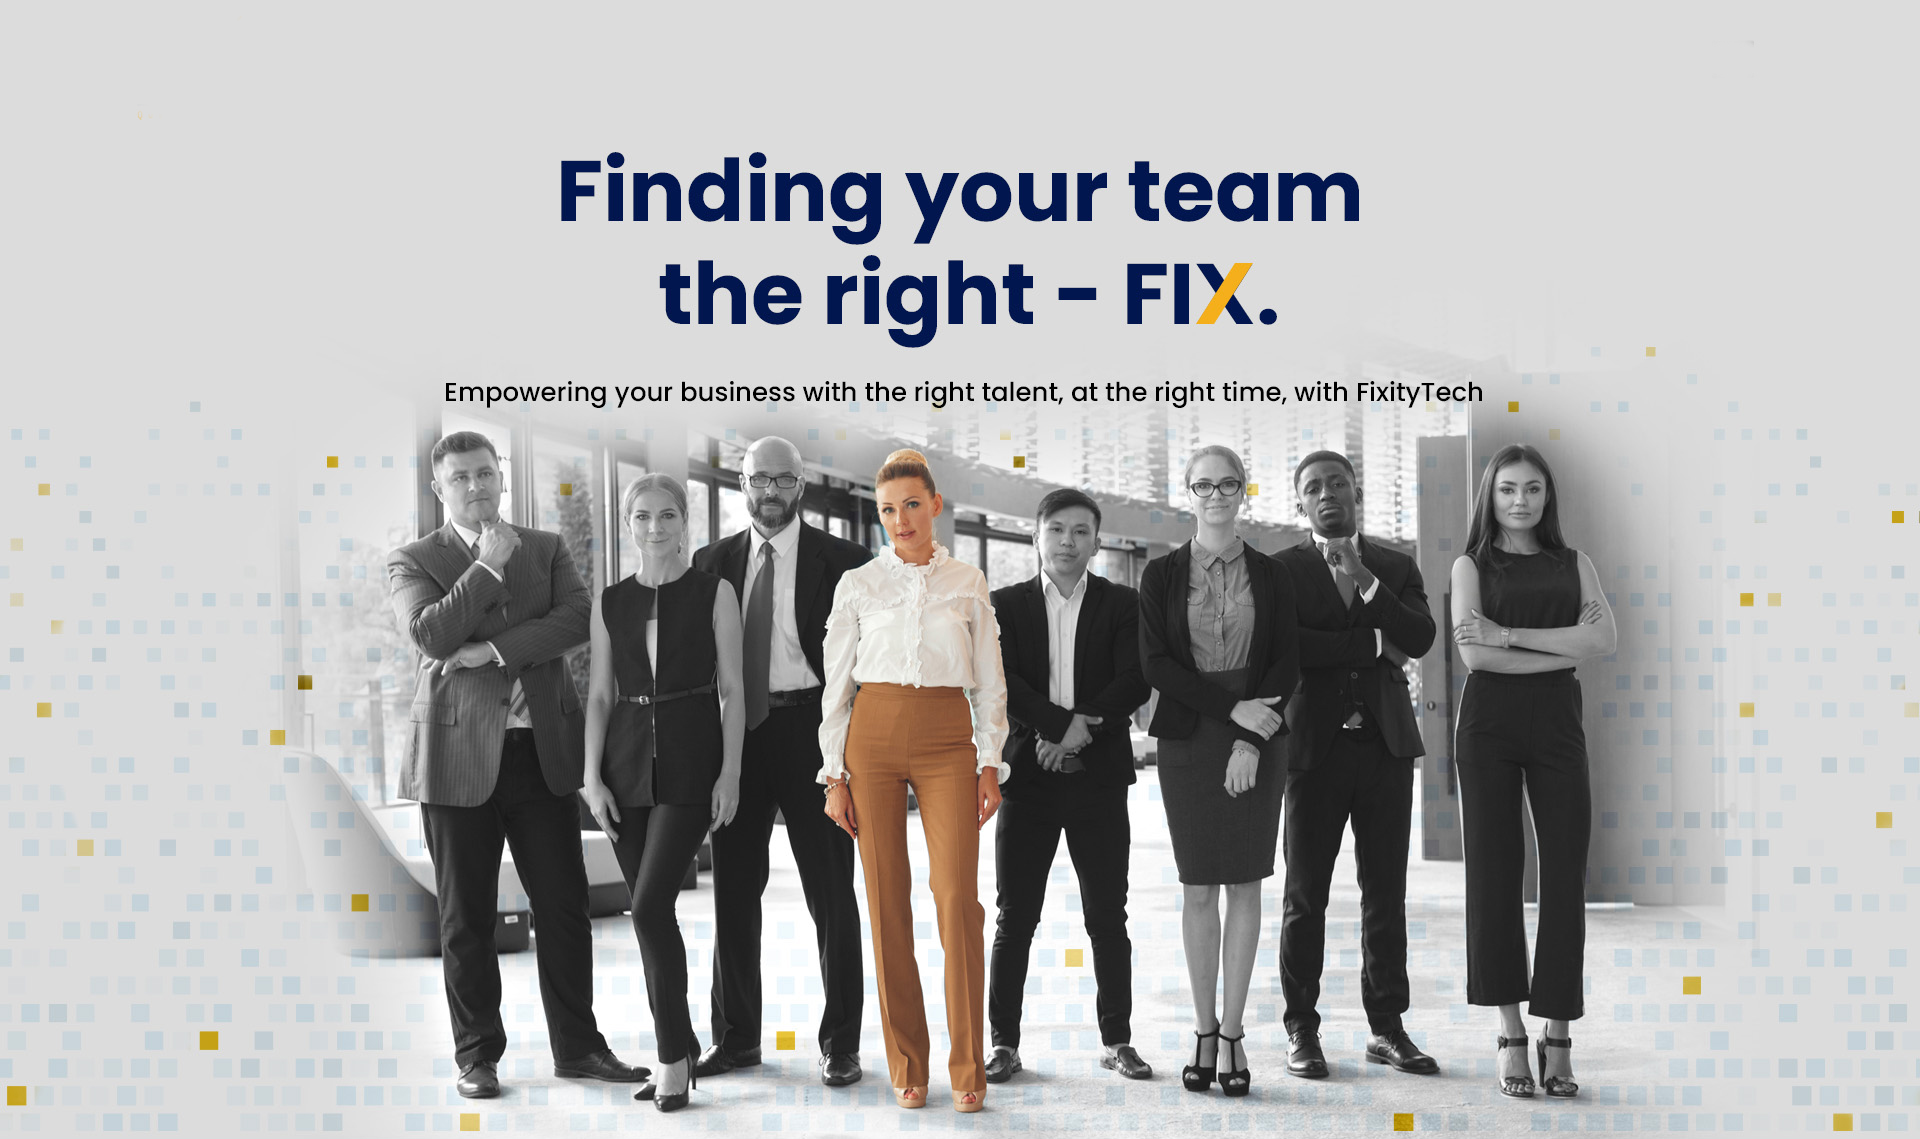 Finding your team
the right - FIX.
Empowering your business with the right talent, at the right time, with FixityTech